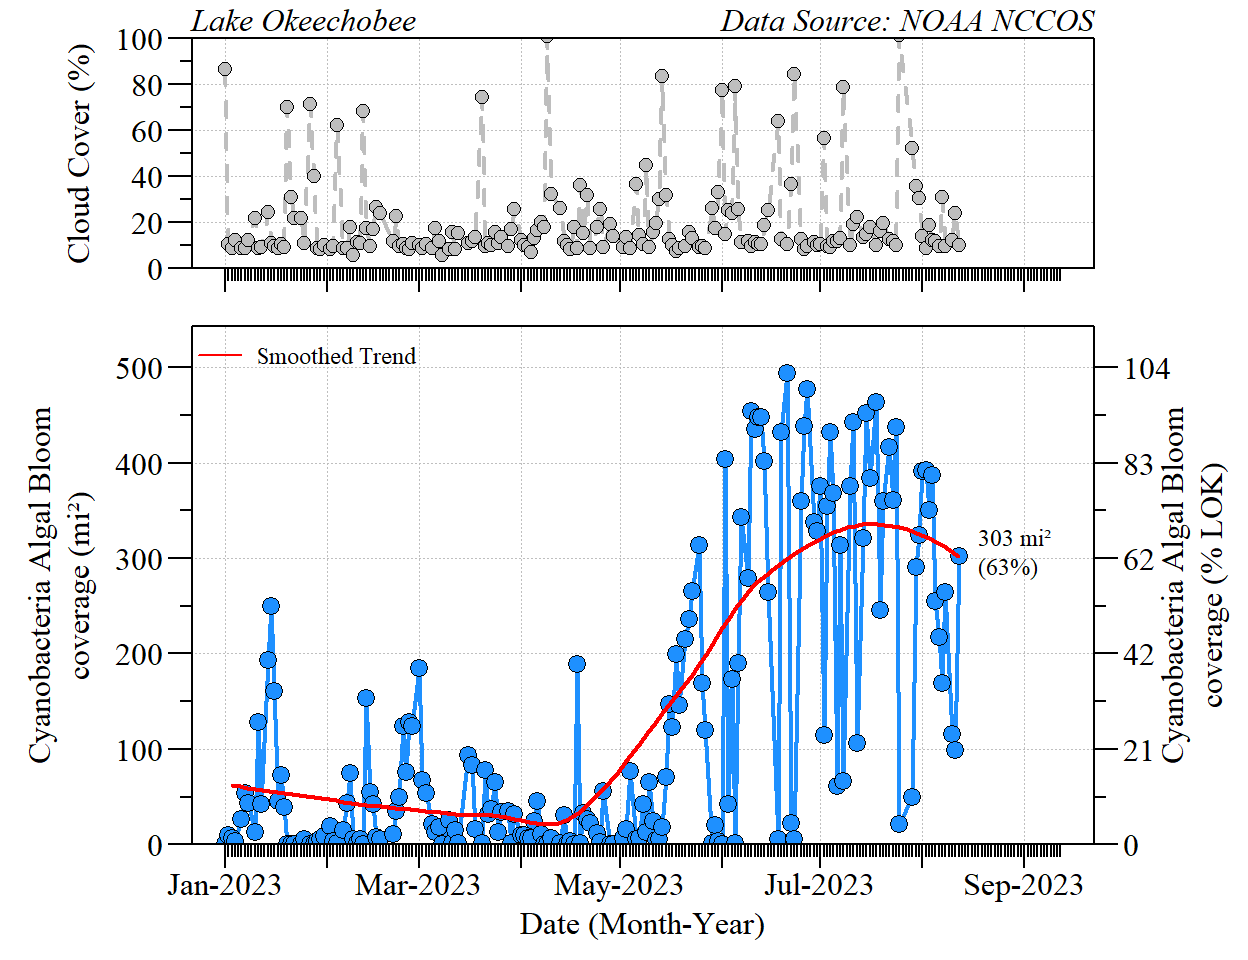 Lake Okeechobee Data Source: NOAA NCCOS
Cloud Cover (%)
100
80
60
40
20
0
Smoothed Trend
Cyanobacteria Algal Bloom
coverage (mi²)
500
400
300
200
100
0
303 mi²
(63%)
104
83
62
42
21
0
Cyanobacteria Algal Bloom
coverage (% LOK)
Jan-2023 Mar-2023 May-2023 Jul-2023 Sep-2023
Date (Month-Year)